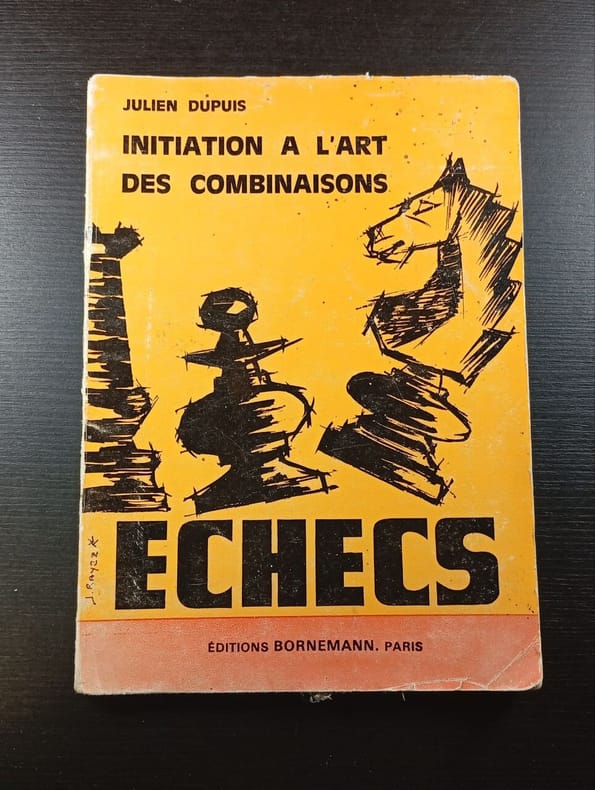 JULIEN DUPUIS
INITIATION A L'ART
DES COMBINAISONS
ECHECS
ÉDITIONS BORNEMANN. PARIS